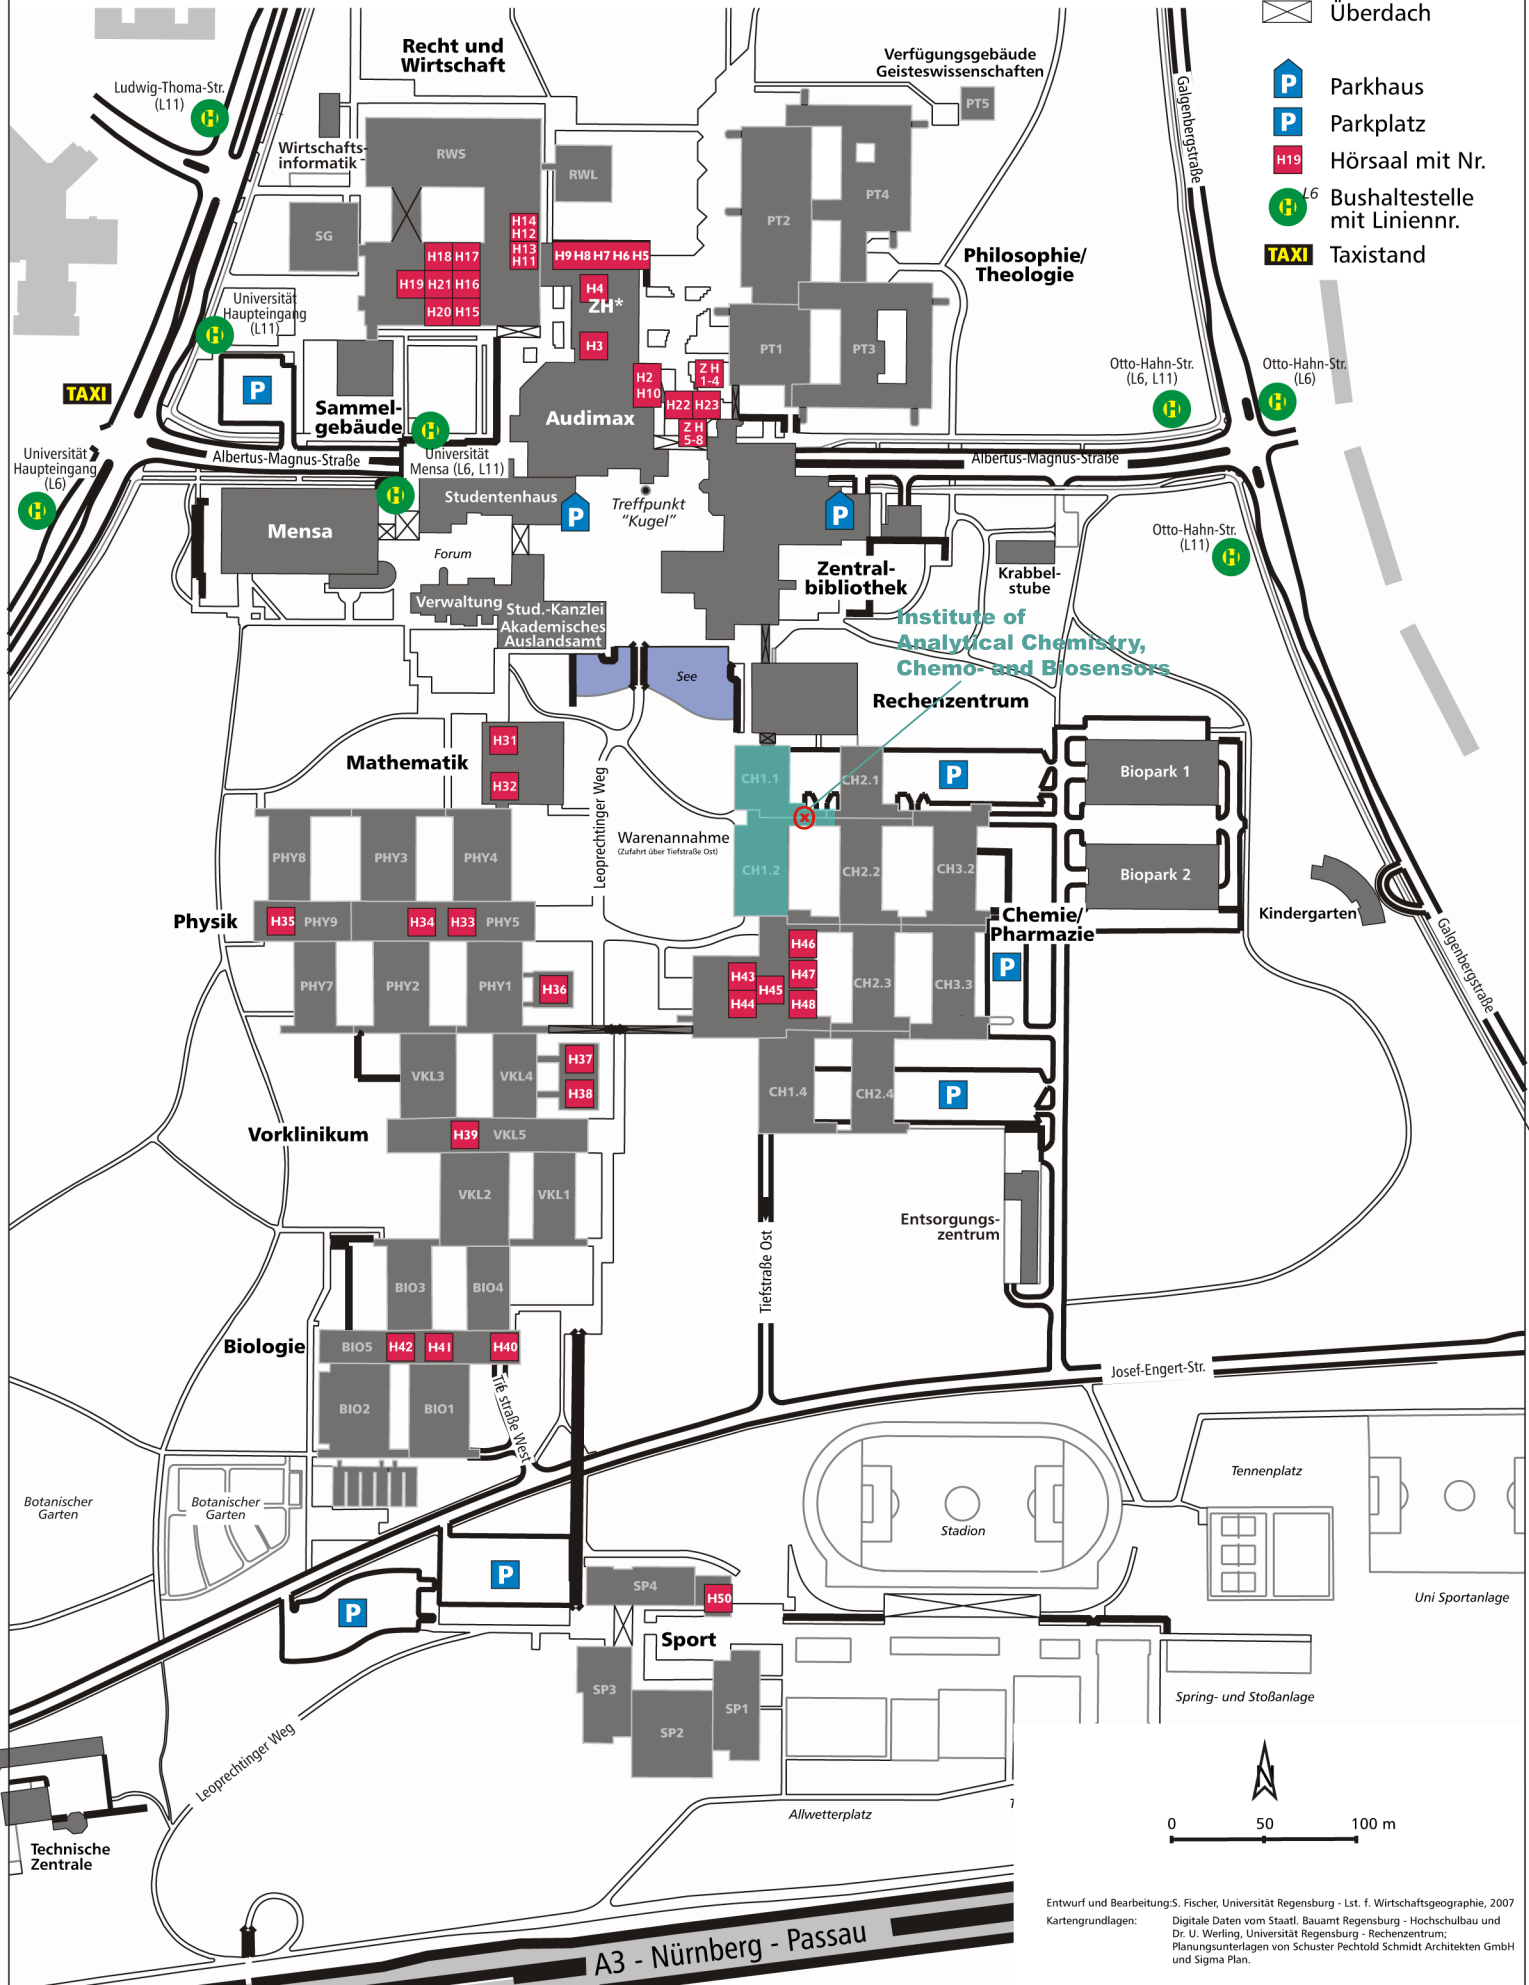 Überdach
Parkhaus
P
Parkplatz
P
Hörsaal mit Nr.
H19
Bushaltestelle
mit Liniennr.
H
L6
Taxistand
TAXI
Recht und
Wirtschaft
Verfügungsgebäude
Geisteswissenschaften
PT5
Ludwig-Thoma-Str.
(L11)
H
Galgenbergstraße
Wirtschafts-
informatik
RWS
RWL
SG
PT2
PT4
H14
H12
H13
H11
H9 H8 H7 H6 H5
H18 H17
H19 H21 H16
H20 H15
H4
ZH*
H3
Philosophie/
Theologie
Universität
Haupteingang
(L11)
H
PT1
PT3
Z H
1-4
H2
H10
H22 H23
Z H
5-8
TAXI
P
Sammel-
gebäude
H
Audimax
Otto-Hahn-Str.
(L6, L11)
H
Otto-Hahn-Str.
(L6)
H
Universität
Haupteingang
(L6)
H
Albertus-Magnus-Straße
Universität
Mensa (L6, L11)
H
Albertus-Magnus-Straße
Studentenhaus
P
Treffpunkt
“Kugel”
P
Mensa
Forum
Otto-Hahn-Str.
(L11)
H
Zentral-
bibliothek
Krabbel-
stube
Verwaltung
Stud.-Kanzlei
Akademisches
Auslandsamt
Institute of
Analytical Chemistry,
Chemo- and Biosensors
See
Rechenzentrum
H31
Mathematik
H32
Leoprechtinger Weg
CH1.1
CH2.1
P
Biopark 1
x
Warenannahme
(Zufahrt über Tiefstraße Ost)
PHY8
PHY3
PHY4
CH1.2
CH2.2
CH3.2
Biopark 2
Kindergarten
Physik
H35
PHY9
H34
H33
PHY5
Chemie/
Pharmazie
H46
Galgenbergstraße
PHY7
PHY2
PHY1
H36
H43
H44
H45
H47
H48
CH2.3
CH3.3
P
VKL3
VKL4
H37
H38
CH1.4
CH2.4
P
Vorklinikum
H39
VKL5
VKL2
VKL1
Entsorgungs-
zentrum
Tiefstraße Ost
BIO3
BIO4
Biologie
BIO5
H42
H41
H40
Josef-Engert-Str.
BIO2
BIO1
Tie straße West
Botanischer
Garten
Botanischer
Garten
Stadion
Tennenplatz
P
P
SP4
H50
Uni Sportanlage
Sport
SP3
SP2
SP1
Spring- und Stoßanlage
Leoprechtinger Weg
Allwetterplatz
T
Technische
Zentrale
0 50 100 m
A3 - Nürnberg - Passau
Entwurf und Bearbeitung:S. Fischer, Universität Regensburg - Lst. f. Wirtschaftsgeographie, 2007
Kartengrundlagen: Digitale Daten vom Staatl. Bauamt Regensburg - Hochschulbau und
Dr. U. Werling, Universität Regensburg - Rechenzentrum;
Planungsunterlagen von Schuster Pechtold Schmidt Architekten GmbH
und Sigma Plan.